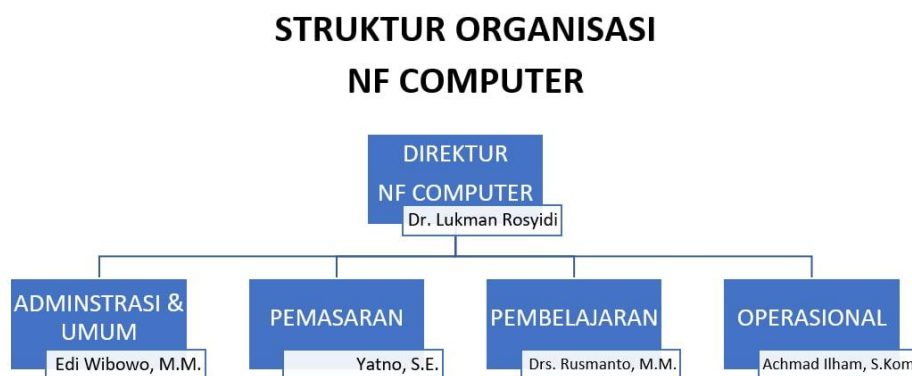 STRUKTUR ORGANISASI
NF COMPUTER
DIREKTUR
NF COMPUTER
Dr. Lukman Rosyidi
ADMINSTRASI &
UMUM
Edi Wibowo, M.M.
PEMASARAN
Yatno, S.E.
PEMBELAJARAN
Drs. Rusmanto, M.M.
OPERASIONAL
Achmad Ilham, S.Kom